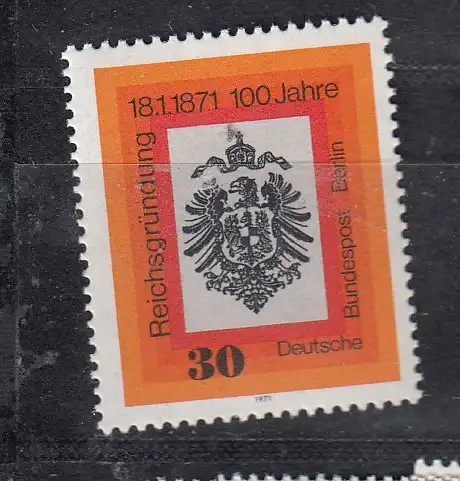 18.1.1871 100 Jahre
Reichsgründung
30
Deutsche
Bundespost Berlin
1971